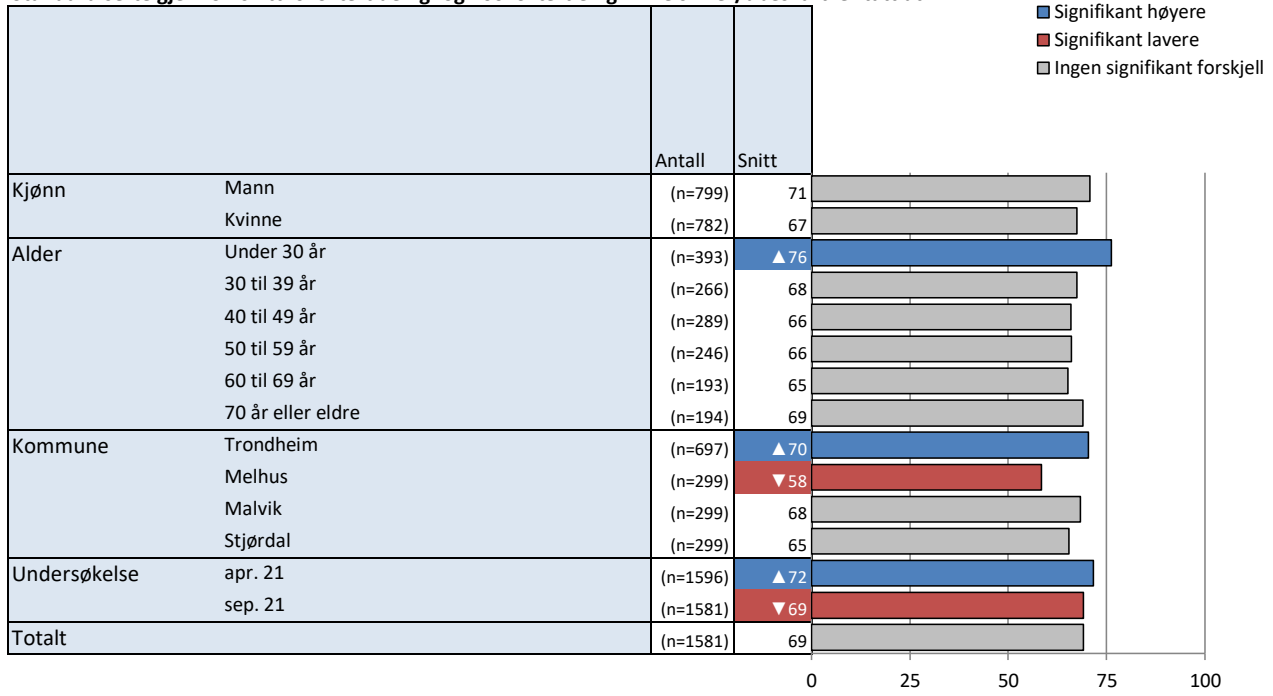 Signifikant høyere
Signifikant lavere
Ingen signifikant forskjell
Antall Snitt
Kjønn Mann (n=799) 71
Kvinne (n=782) 67
Alder Under 30 år (n=393) ▲76
30 til 39 år (n=266) 68
40 til 49 år (n=289) 66
50 til 59 år (n=246) 66
60 til 69 år (n=193) 65
70 år eller eldre (n=194) 69
Kommune Trondheim (n=697) ▲70
Melhus (n=299) ▼58
Malvik (n=299) 68
Stjørdal (n=299) 65
Undersøkelse apr. 21 (n=1596) ▲72
sep. 21 (n=1581) ▼69
Totalt (n=1581) 69
0 25 50 75 100